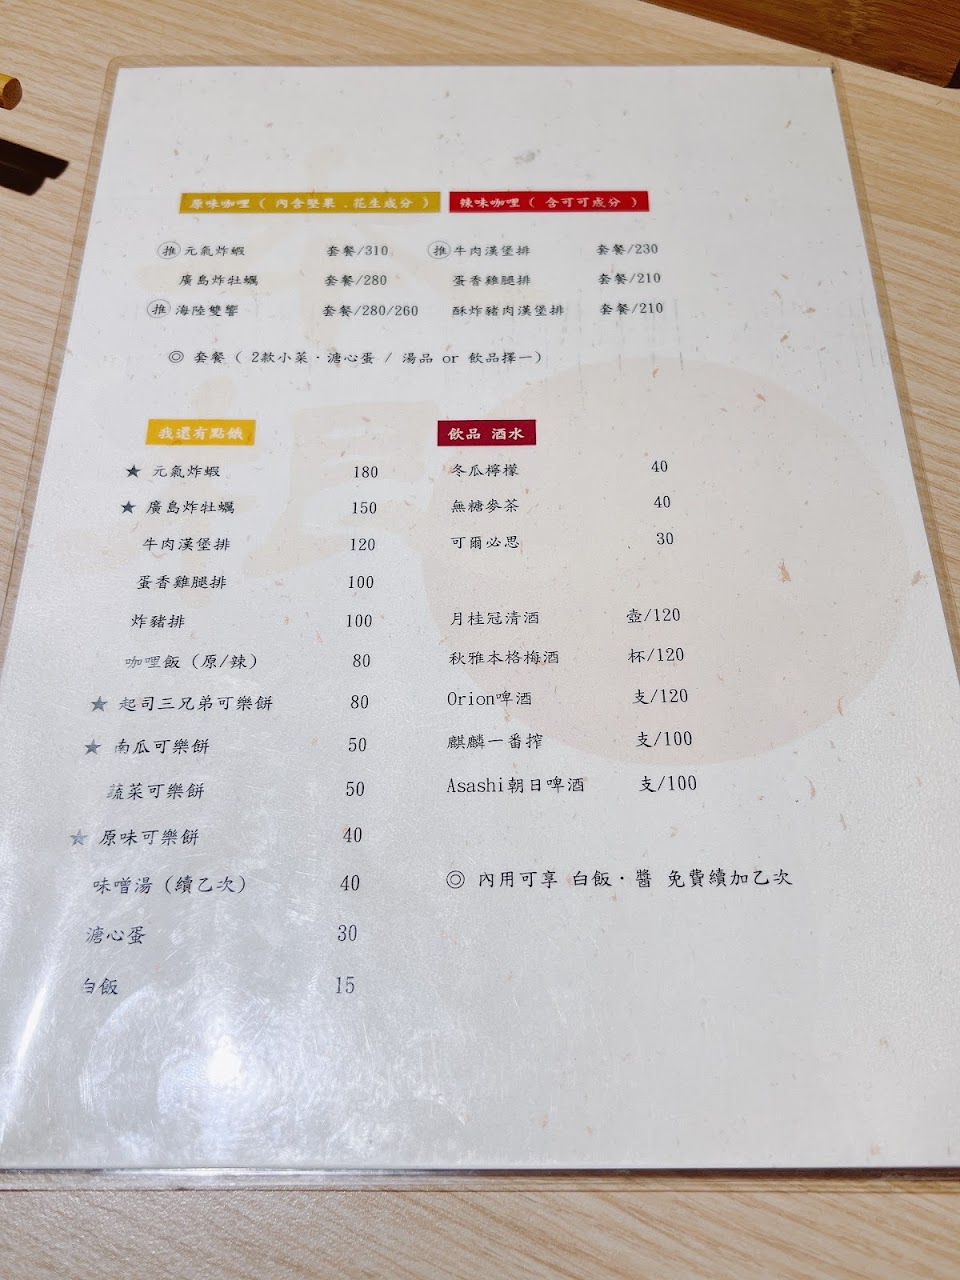 原味咖哩 ( 內含堅果 .花生成分 ) 辣味咖哩 ( 含可可成分 )
推 元氣炸蝦 套餐/310 推 牛肉漢堡排 套餐/230
廣島炸牡蠣 套餐/280 蛋香雞腿排 套餐/210
推 海陸雙響 套餐/280/260 酥炸豬肉漢堡排 套餐/210
◎ 套餐 ( 2款小菜·溏心蛋 / 湯品 or 飲品擇一)
我還有點餓
★ 元氣炸蝦 180
★ 廣島炸牡蠣 150
牛肉漢堡排 120
蛋香雞腿排 100
炸豬排 100
咖哩飯 (原/辣) 80
★ 起司三兄弟可樂餅 80
★ 南瓜可樂餅 50
蔬菜可樂餅 50
★ 原味可樂餅 40
味噌湯 (續乙次) 40
溏心蛋 30
白飯 15
飲品 酒水
冬瓜檸檬 40
無糖麥茶 40
可爾必思 30
月桂冠清酒 壺/120
秋雅本格梅酒 杯/120
Orion啤酒 支/120
麒麟一番搾 支/100
Asashi朝日啤酒 支/100
◎ 內用可享 白飯·醬 免費續加乙次